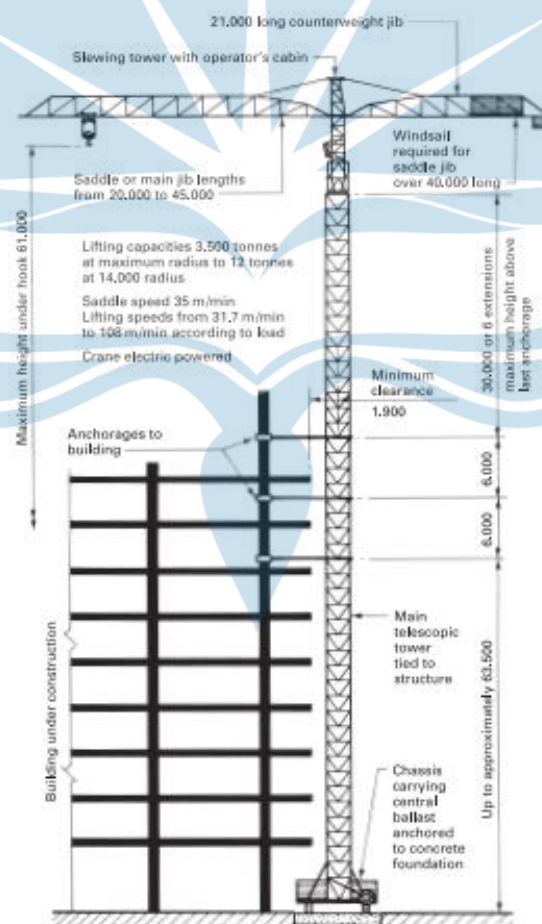 21.000 long counterweight jib
Slewing tower with operator's cabin
Windsail
required for
saddle jib
over 40.000 long
Saddle or main jib lengths
from 20.000 to 45.000
Maximum height under hook 61.000
Lifting capacities 3.500 tonnes
at maximum radius to 12 tonnes
at 14.000 radius
Saddle speed 35 m/min
Lifting speeds from 31.7 m/min
to 108 m/min according to load
Crane electric powered
30.000 or 6 extensions
maximum height above
last anchorage
Minimum
clearance
1.900
Anchorages to
building
6.000
6.000
Main
telescopic
tower
tied to
structure
Building under construction
Up to approximately 63.500
Chassis
carrying
central
ballast
anchored
to concrete
foundation